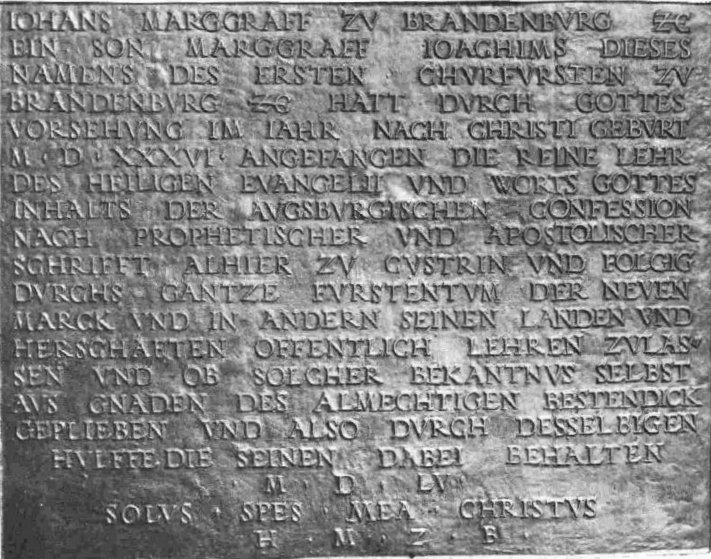 IOHANS MARGGRAFF ZV BRANDENBVRG ZC
EIN SON MARGGRAFF IOACHIMS DIESES
NAMENS DES ERSTEN CHVRFVRSTEN ZV
BRANDENBVRG ZC HATT DVRCH GOTTES
VORSEHVNG IM IAHR NACH CHRISTI GEBVRT
M · D · XXXVI · ANGEFANGEN DIE REINE LEHR
DES HEILIGEN EVANGELII VND WORTS GOTTES
INHALTS DER AVGSBVRGISCHEN CONFESSION
NACH PROPHETISCHER VND APOSTOLISCHER
SCHRIFFT ALHIER ZV CVSTRIN VND FOLGIG
DVRCHS GANTZE FVRSTENTVM DER NEVEN
MARCK VND IN ANDERN SEINEN LANDEN VND
HERSCHAFTEN OFFENTLICH LEHREN ZVLAS⸗
SEN VND OB SOLCHER BEKANTNVS SELBST
AVS GNADEN DES ALMECHTIGEN BESTENDICK
GEPLIEBEN VND ALSO DVRCH DESSELBIGEN
HVLFFE·DIE SEINEN DABEI BEHALTEN
· M · D · LV ·
SOLVS · SPES · MEA · CHRISTVS
H · M · Z · B ·